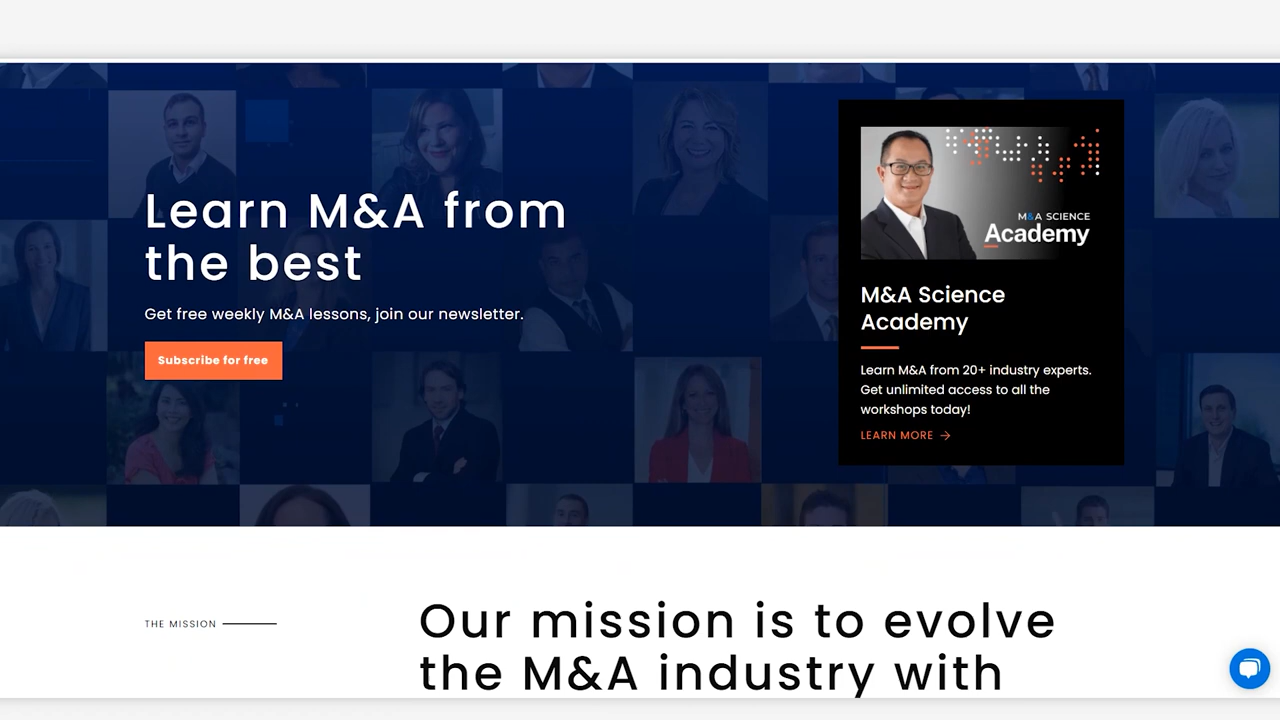 Learn M&A from
the best
Get free weekly M&A lessons, join our newsletter.
Subscribe for free
M&A SCIENCE
Academy
M&A Science
Academy
Learn M&A from 20+ industry experts.
Get unlimited access to all the
workshops today!
LEARN MORE →
THE MISSION
Our mission is to evolve
the M&A industry with